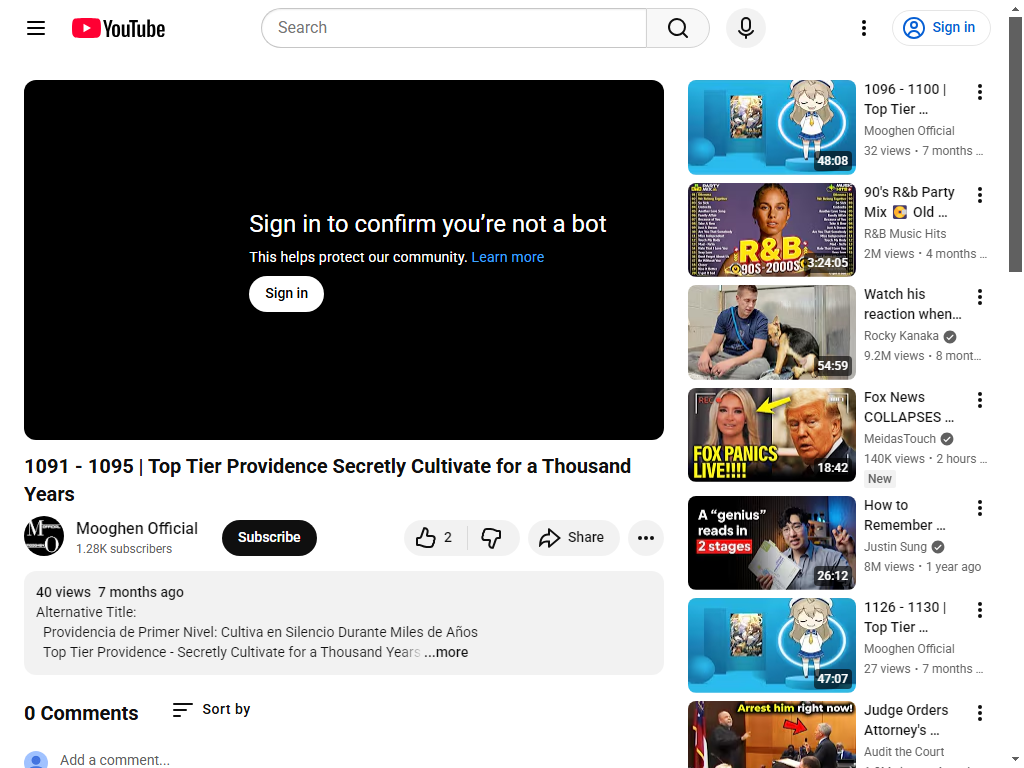 YouTube
Search
Sign in
Sign in to confirm you’re not a bot
This helps protect our community. Learn more
Sign in
1091 - 1095 | Top Tier Providence Secretly Cultivate for a Thousand
Years
Mooghen Official
1.28K subscribers
Subscribe
2
Share
40 views 7 months ago
Alternative Title:
Providencia de Primer Nivel: Cultiva en Silencio Durante Miles de Años
Top Tier Providence - Secretly Cultivate for a Thousand Years ...more
0 Comments
Sort by
Add a comment...
48:08
1096 - 1100 |
Top Tier ...
Mooghen Official
32 views • 7 months ...
R&B
90S-2000S
3:24:05
90's R&b Party
Mix 📀 Old ...
R&B Music Hits
2M views • 4 months ...
54:59
Watch his
reaction when...
Rocky Kanaka
9.2M views • 8 mont...
REC
FOX PANICS
LIVE!!!!
18:42
Fox News
COLLAPSES ...
MeidasTouch
140K views • 2 hours ...
New
A “genius”
reads in
2 stages
26:12
How to
Remember ...
Justin Sung
8M views • 1 year ago
47:07
1126 - 1130 |
Top Tier ...
Mooghen Official
27 views • 7 months ...
Arrest him right now!
Judge Orders
Attorney's ...
Audit the Court